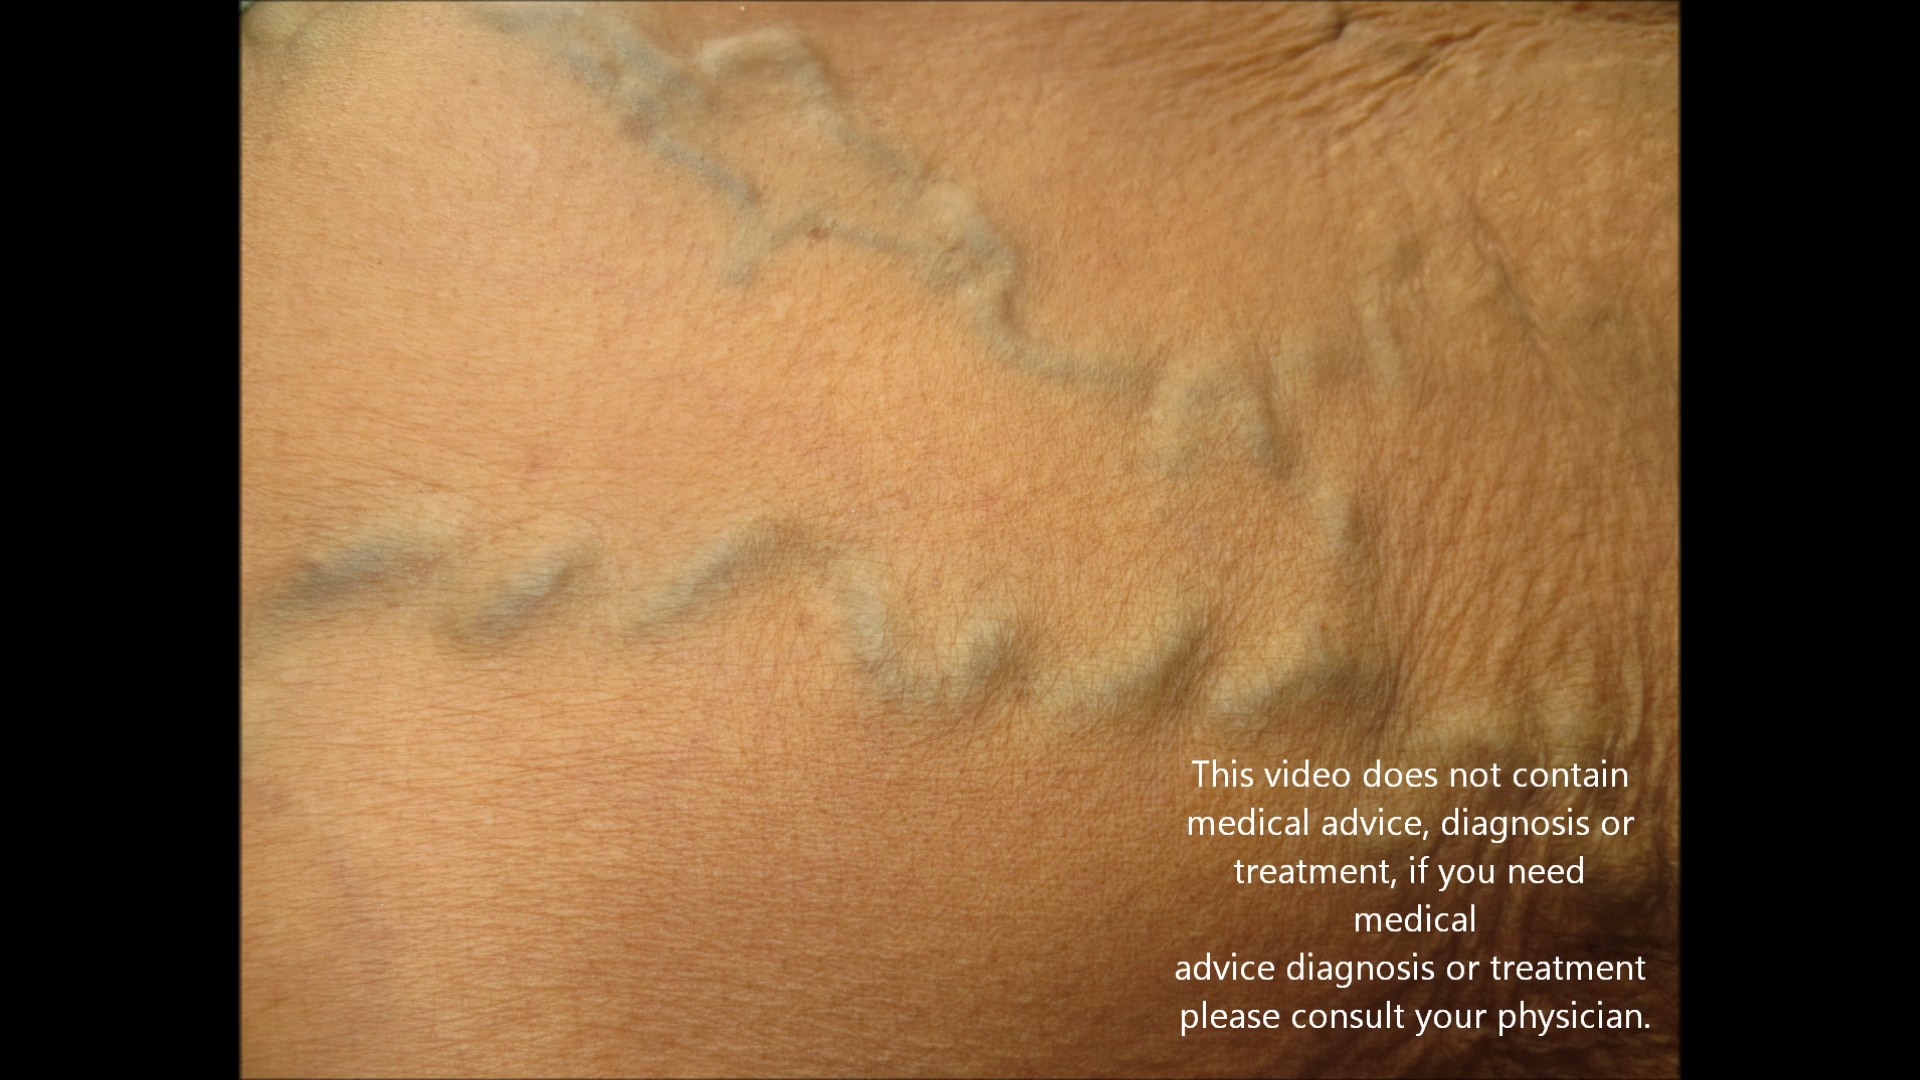 This video does not contain
medical advice, diagnosis or
treatment, if you need
medical
advice diagnosis or treatment
please consult your physician.